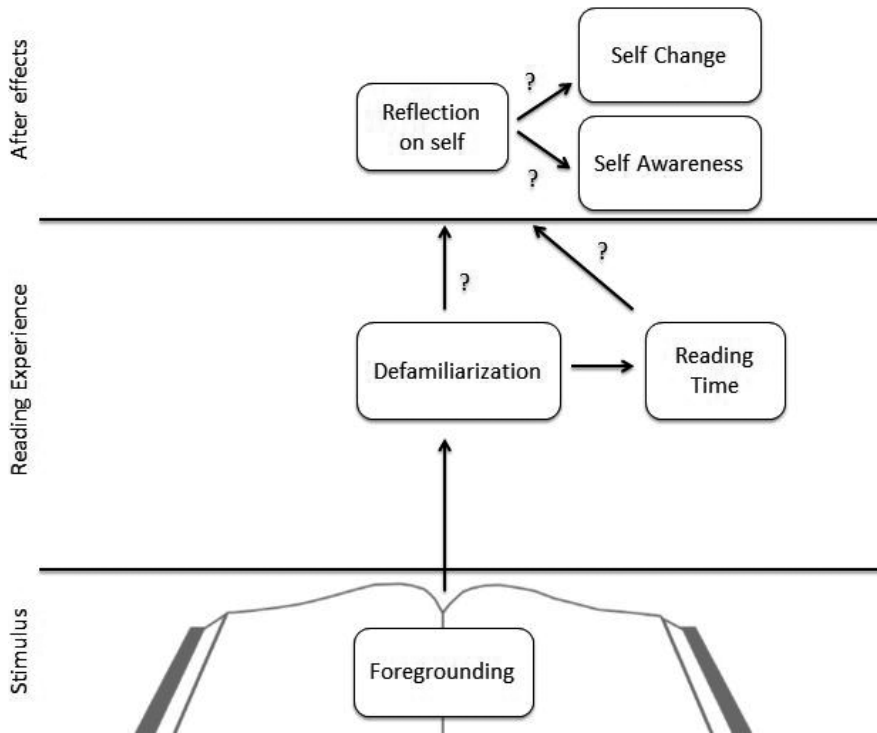 After effects
Self Change
?
Reflection
on self
?
Self Awareness
Reading Experience
?
?
Defamiliarization
Reading
Time
Stimulus
Foregrounding